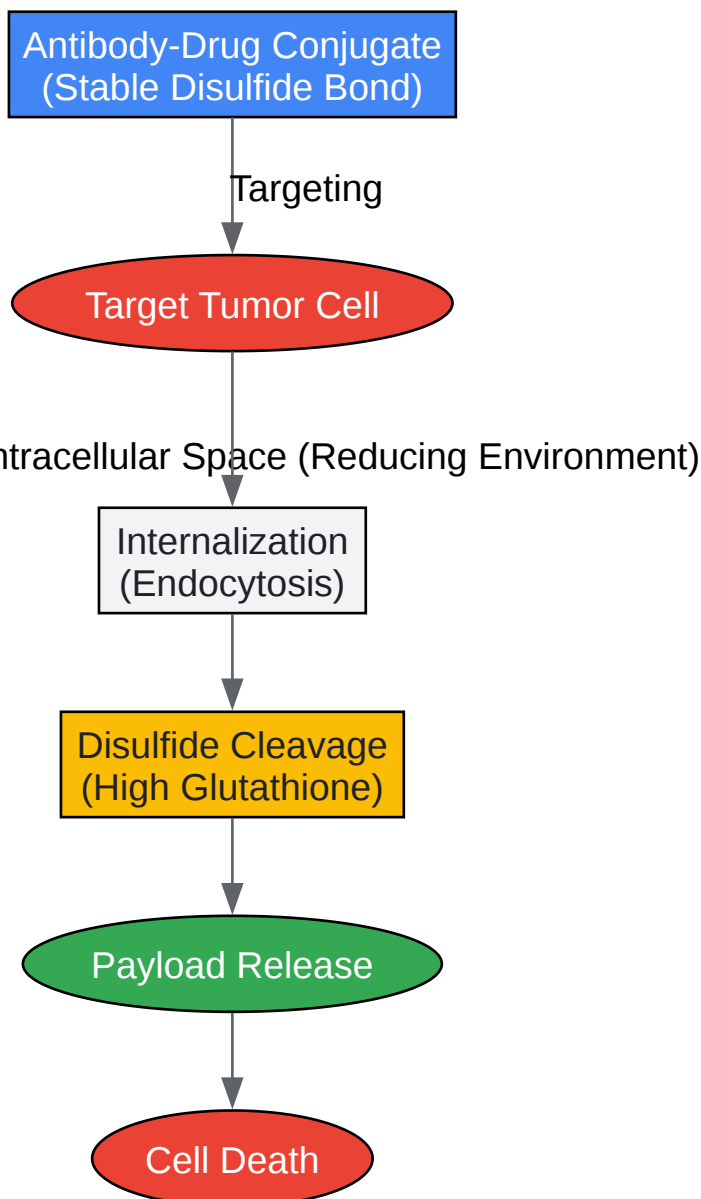 Antibody-Drug Conjugate
(Stable Disulfide Bond)
Targeting
Target Tumor Cell
ntracellular Space (Reducing Environment)
Internalization
(Endocytosis)
Disulfide Cleavage
(High Glutathione)
Payload Release
Cell Death